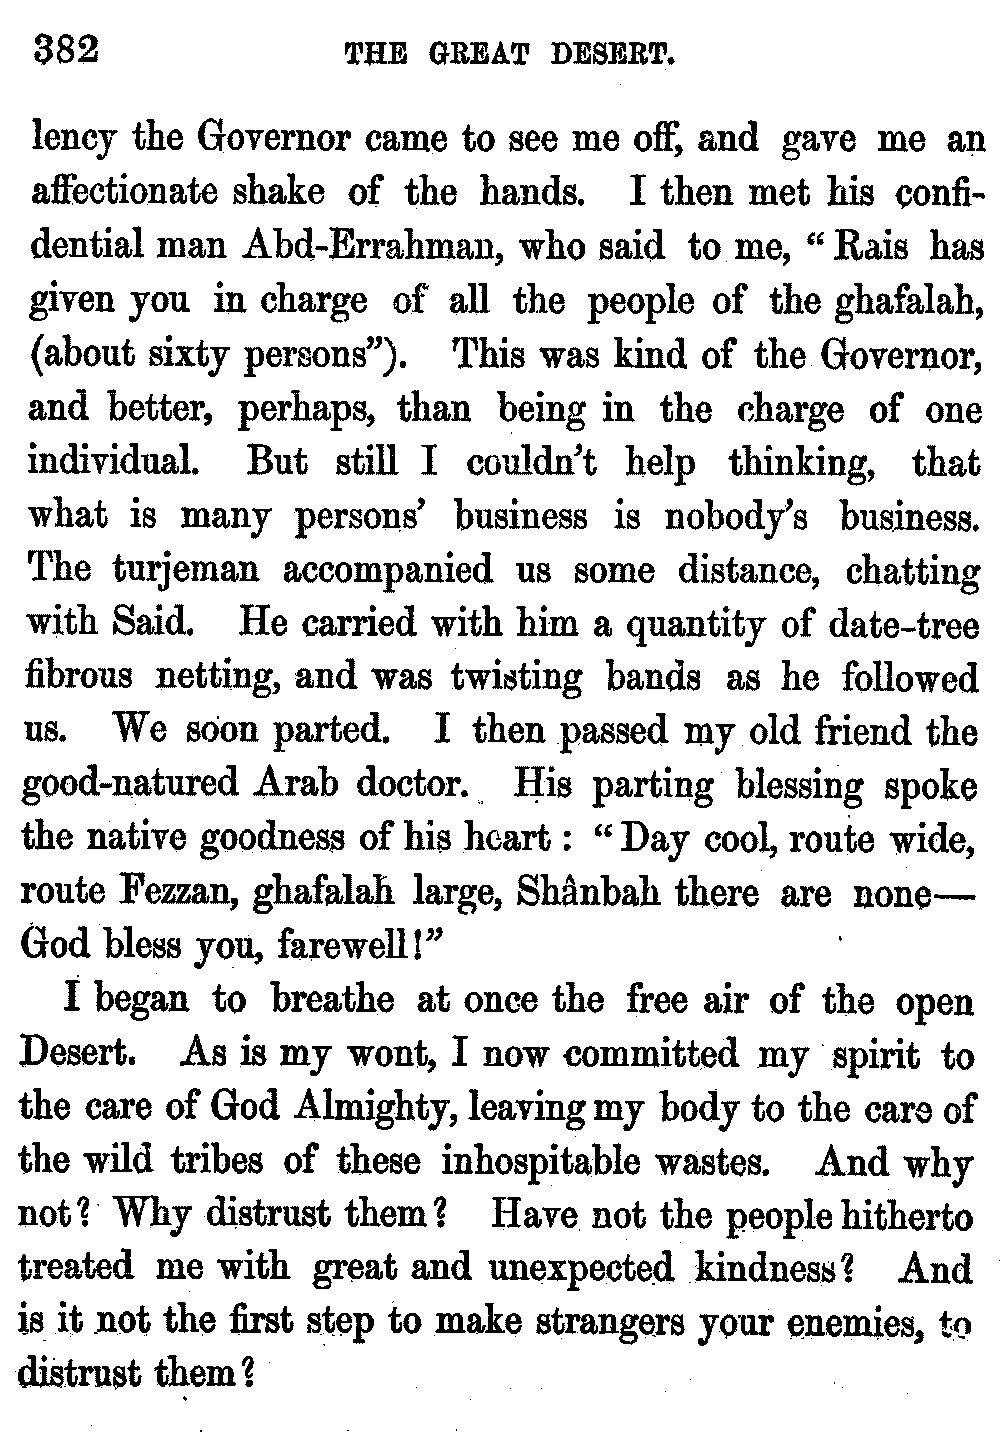 382 THE GREAT DESERT.
lency the Governor came to see me off, and gave me an
affectionate shake of the hands. I then met his confi-
dential man Abd-Errahman, who said to me, “Rais has
given you in charge of all the people of the ghafalah,
(about sixty persons”). This was kind of the Governor,
and better, perhaps, than being in the charge of one
individual. But still I couldn’t help thinking, that
what is many persons’ business is nobody’s business.
The turjeman accompanied us some distance, chatting
with Said. He carried with him a quantity of date-tree
fibrous netting, and was twisting bands as he followed
us. We soon parted. I then passed my old friend the
good-natured Arab doctor. His parting blessing spoke
the native goodness of his heart: “Day cool, route wide,
route Fezzan, ghafalah large, Shânbah there are none—
God bless you, farewell!”
I began to breathe at once the free air of the open
Desert. As is my wont, I now committed my spirit to
the care of God Almighty, leaving my body to the care of
the wild tribes of these inhospitable wastes. And why
not? Why distrust them? Have not the people hitherto
treated me with great and unexpected kindness? And
is it not the first step to make strangers your enemies, to
distrust them?